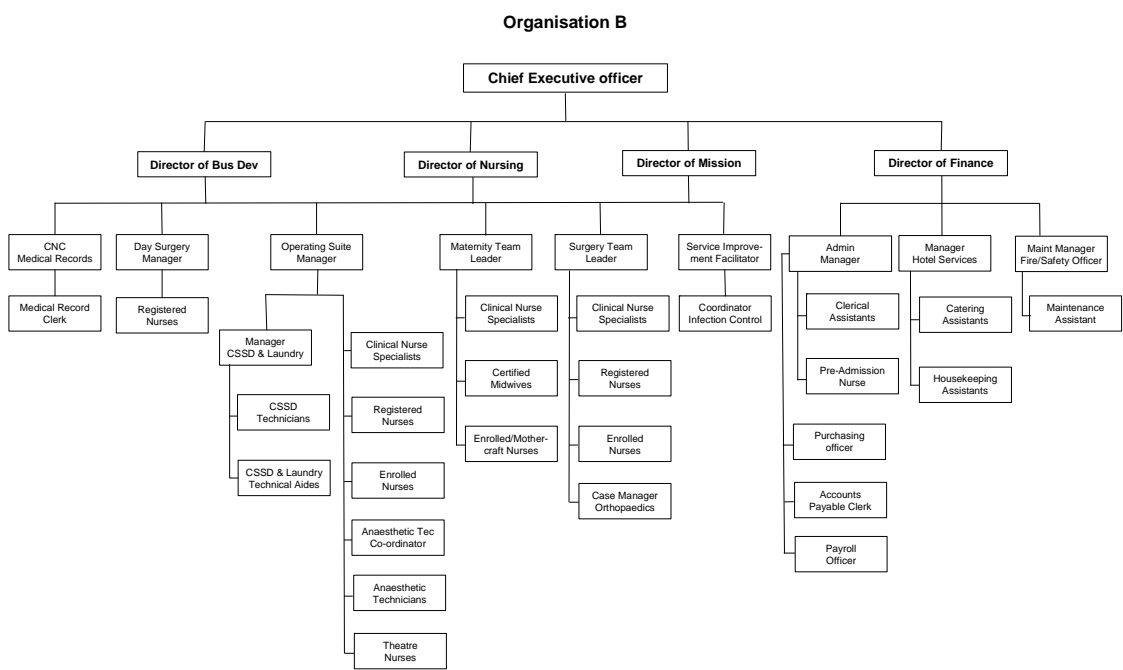 Organisation B
Chief Executive officer
Director of Bus Dev
Director of Nursing
Director of Mission
Director of Finance
CNC
Medical Records
Day Surgery
Manager
Operating Suite
Manager
Maternity Team
Leader
Surgery Team
Leader
Service Improve-
ment Facilitator
Admin
Manager
Manager
Hotel Services
Maint Manager
Fire/Safety Officer
Medical Record
Clerk
Registered
Nurses
Manager
CSSD & Laundry
CSSD
Technicians
CSSD & Laundry
Technical Aides
Clinical Nurse
Specialists
Registered
Nurses
Enrolled
Nurses
Anaesthetic Tec
Co-ordinator
Anaesthetic
Technicians
Theatre
Nurses
Clinical Nurse
Specialists
Certified
Midwives
Enrolled/Mother-
craft Nurses
Clinical Nurse
Specialists
Registered
Nurses
Enrolled
Nurses
Case Manager
Orthopaedics
Coordinator
Infection Control
Clerical
Assistants
Pre-Admission
Nurse
Purchasing
officer
Accounts
Payable Clerk
Payroll
Officer
Catering
Assistants
Housekeeping
Assistants
Maintenance
Assistant